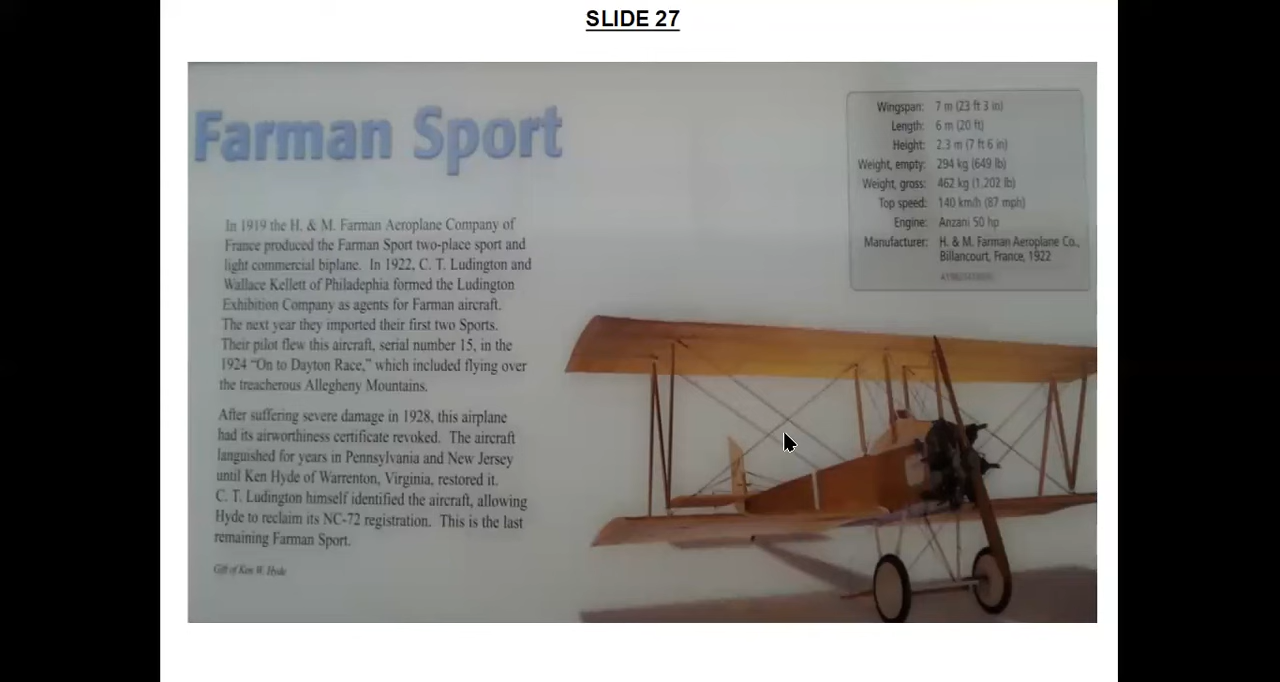 SLIDE 27
Farman Sport
In 1919 the H. & M. Farman Aeroplane Company of
France produced the Farman Sport two-place sport and
light commercial biplane. In 1922, C. T. Ludington and
Wallace Kellett of Philadephia formed the Ludington
Exhibition Company as agents for Farman aircraft.
The next year they imported their first two Sports.
Their pilot flew this aircraft, serial number 15, in the
1924 “On to Dayton Race,” which included flying over
the treacherous Allegheny Mountains.
After suffering severe damage in 1928, this airplane
had its airworthiness certificate revoked. The aircraft
languished for years in Pennsylvania and New Jersey
until Ken Hyde of Warrenton, Virginia, restored it.
C. T. Ludington himself identified the aircraft, allowing
Hyde to reclaim its NC-72 registration. This is the last
remaining Farman Sport.
Gift of Ken W. Hyde
Wingspan: 7 m (23 ft 3 in)
Length: 6 m (20 ft)
Height: 2.3 m (7 ft 6 in)
Weight, empty: 294 kg (649 lb)
Weight, gross: 462 kg (1,202 lb)
Top speed: 140 km/h (87 mph)
Engine: Anzani 50 hp
Manufacturer: H. & M. Farman Aeroplane Co.,
Billancourt, France, 1922